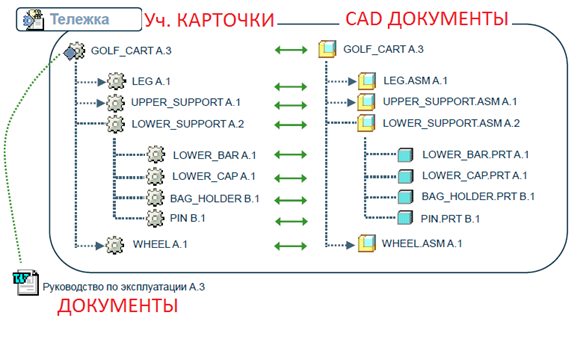 Тележка Уч. КАРТОЧКИ CAD ДОКУМЕНТЫ
GOLF_CART A.3 GOLF_CART A.3
LEG A.1 LEG.ASM A.1
UPPER_SUPPORT A.1 UPPER_SUPPORT.ASM A.1
LOWER_SUPPORT A.2 LOWER_SUPPORT.ASM A.2
LOWER_BAR A.1 LOWER_BAR.PRT A.1
LOWER_CAP A.1 LOWER_CAP.PRT A.1
BAG_HOLDER B.1 BAG_HOLDER.PRT B.1
PIN B.1 PIN.PRT B.1
WHEEL A.1 WHEEL.ASM A.1
Руководство по эксплуатации A.3
ДОКУМЕНТЫ